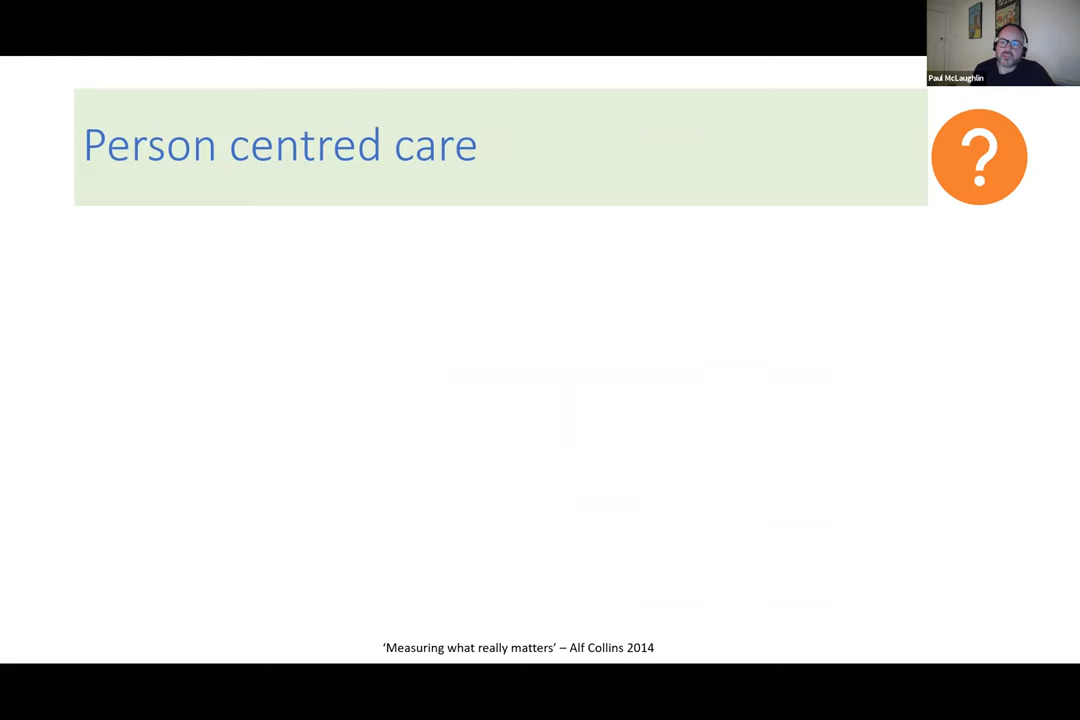 Paul McLaughlin
Person centred care
?
‘Measuring what really matters’ – Alf Collins 2014